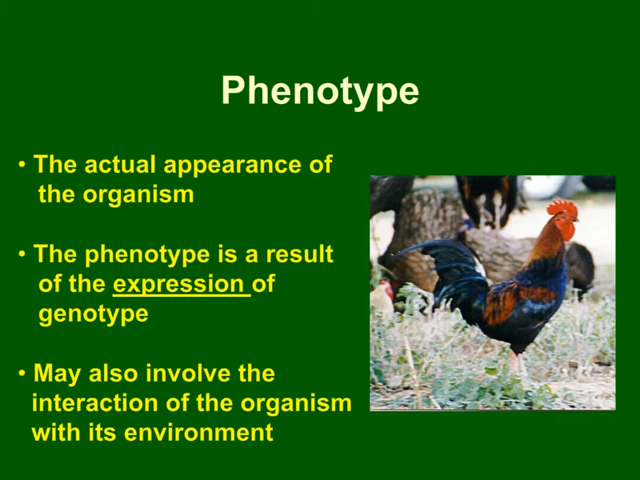 Phenotype
• The actual appearance of
the organism
• The phenotype is a result
of the expression of
genotype
• May also involve the
interaction of the organism
with its environment